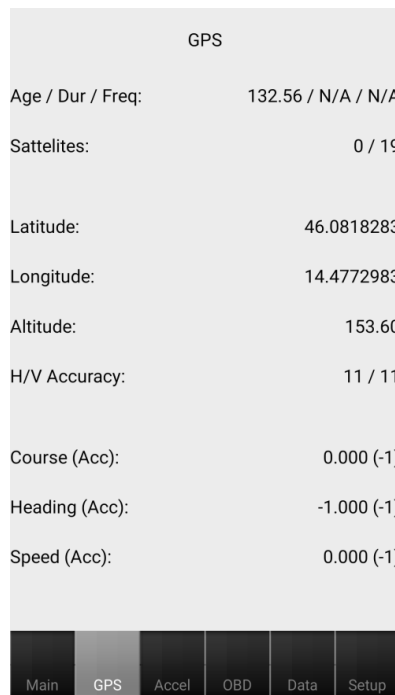 GPS
Age / Dur / Freq: 132.56 / N/A / N/A
Sattelites: 0 / 19
Latitude: 46.0818283
Longitude: 14.4772983
Altitude: 153.60
H/V Accuracy: 11 / 11
Course (Acc): 0.000 (-1)
Heading (Acc): -1.000 (-1)
Speed (Acc): 0.000 (-1)
Main GPS Accel OBD Data Setup